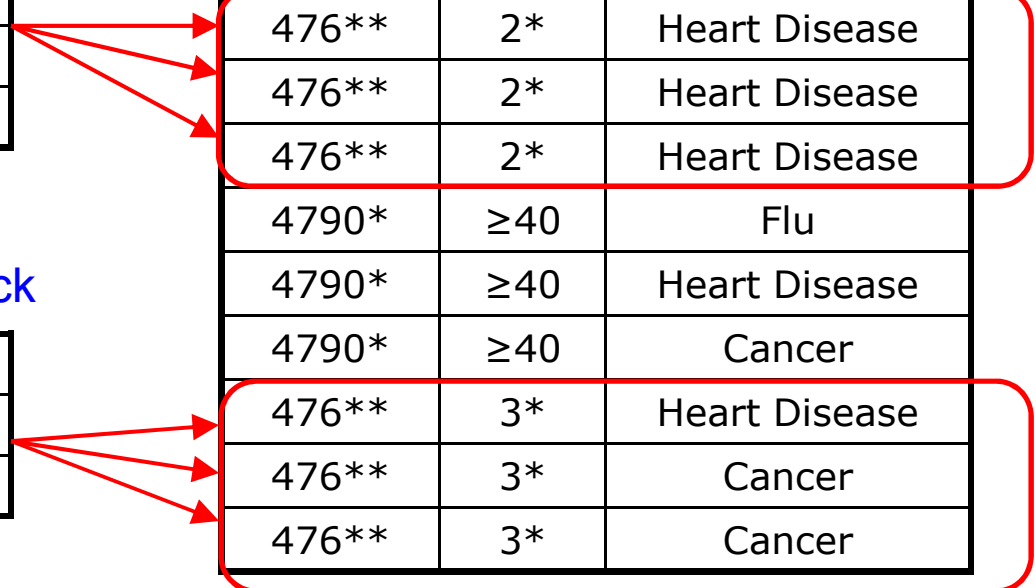 476** 2* Heart Disease
476** 2* Heart Disease
476** 2* Heart Disease
4790* ≥40 Flu
ck
4790* ≥40 Heart Disease
4790* ≥40 Cancer
476** 3* Heart Disease
476** 3* Cancer
476** 3* Cancer